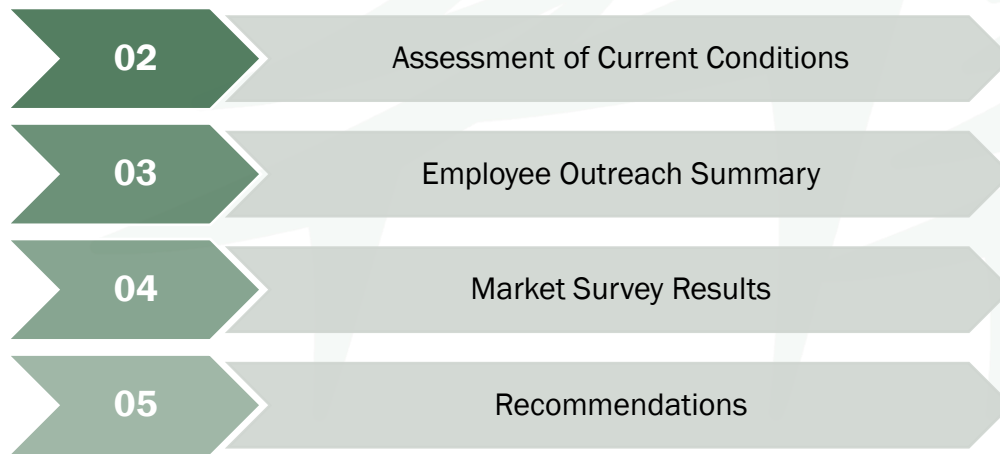 02 Assessment of Current Conditions
03 Employee Outreach Summary
04 Market Survey Results
05 Recommendations